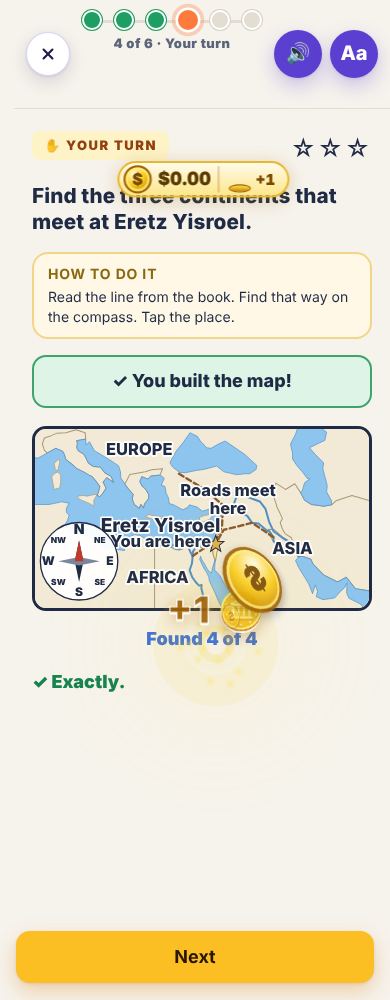 4 of 6 · Your turn
Aa
YOUR TURN
$0.00
+1
Find the three continents that
meet at Eretz Yisroel.
HOW TO DO IT
Read the line from the book. Find that way on
the compass. Tap the place.
✓ You built the map!
EUROPE
Roads meet
here
Eretz Yisroel
You are here
ASIA
AFRICA
N
NW NE
W E
SW SE
S
+1
Found 4 of 4
✓ Exactly.
Next